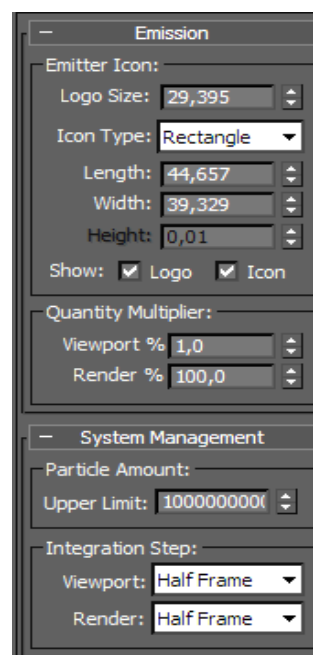 Emission
Emitter Icon:
Logo Size: 29,395
Icon Type: Rectangle
Length: 44,657
Width: 39,329
Height: 0,01
Show: Logo Icon
Quantity Multiplier:
Viewport % 1,0
Render % 100,0
System Management
Particle Amount:
Upper Limit: 1000000000
Integration Step:
Viewport: Half Frame
Render: Half Frame